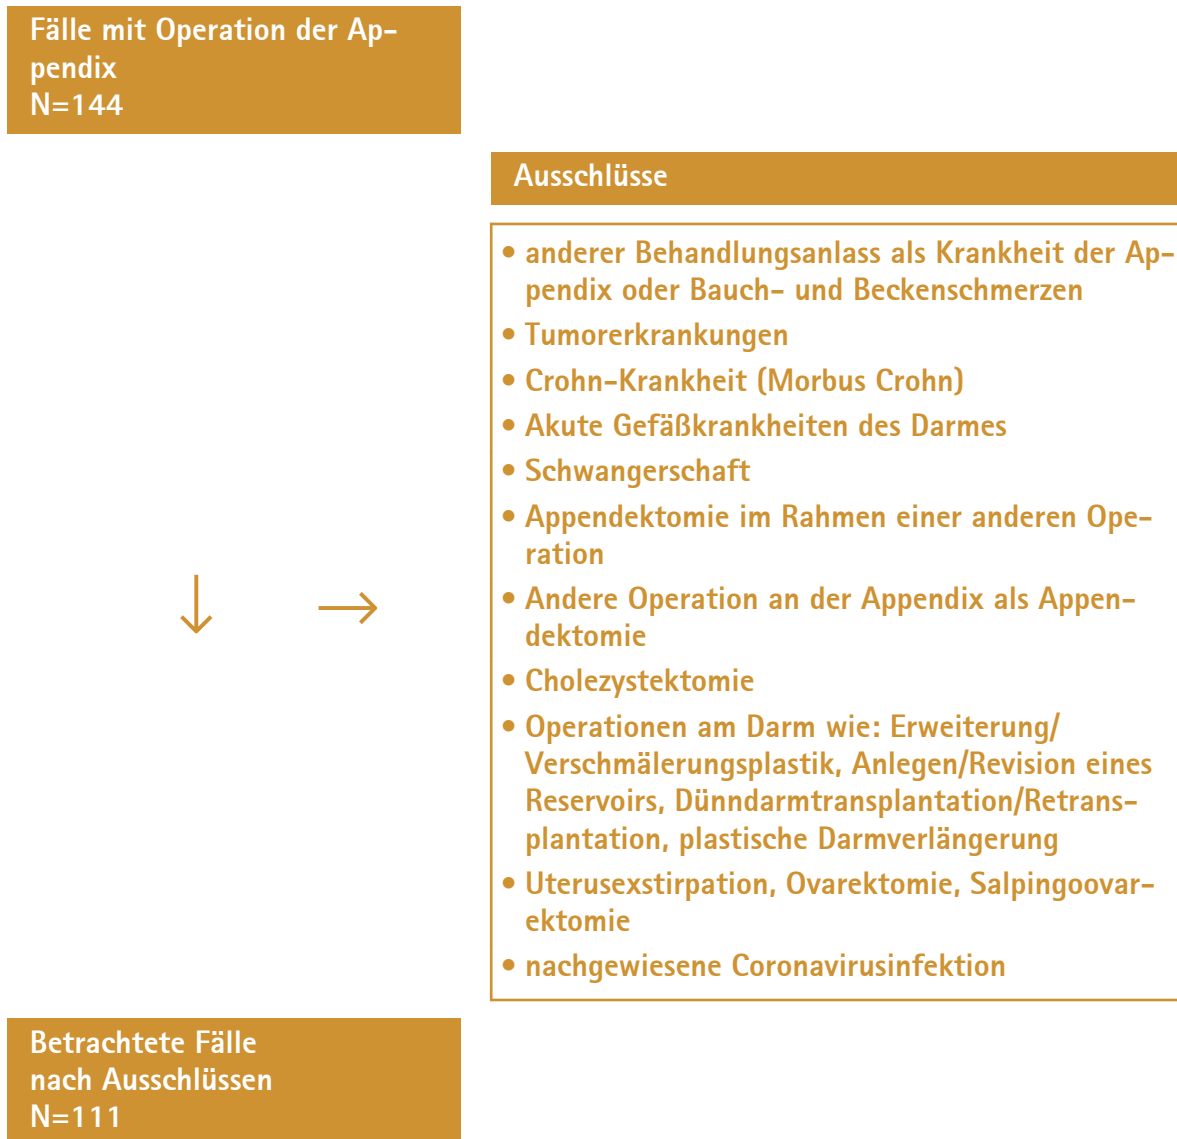 Fälle mit Operation der Ap-
pendix
N=144
Ausschlüsse
• anderer Behandlungsanlass als Krankheit der Ap-
pendix oder Bauch- und Beckenschmerzen
• Tumorerkrankungen
• Crohn-Krankheit (Morbus Crohn)
• Akute Gefäßkrankheiten des Darmes
• Schwangerschaft
• Appendektomie im Rahmen einer anderen Ope-
ration
• Andere Operation an der Appendix als Appen-
dektomie
• Cholezystektomie
• Operationen am Darm wie: Erweiterung/
Verschmälerungsplastik, Anlegen/Revision eines
Reservoirs, Dünndarmtransplantation/Retrans-
plantation, plastische Darmverlängerung
• Uterusexstirpation, Ovarektomie, Salpingoovar-
ektomie
• nachgewiesene Coronavirusinfektion
Betrachtete Fälle
nach Ausschlüssen
N=111